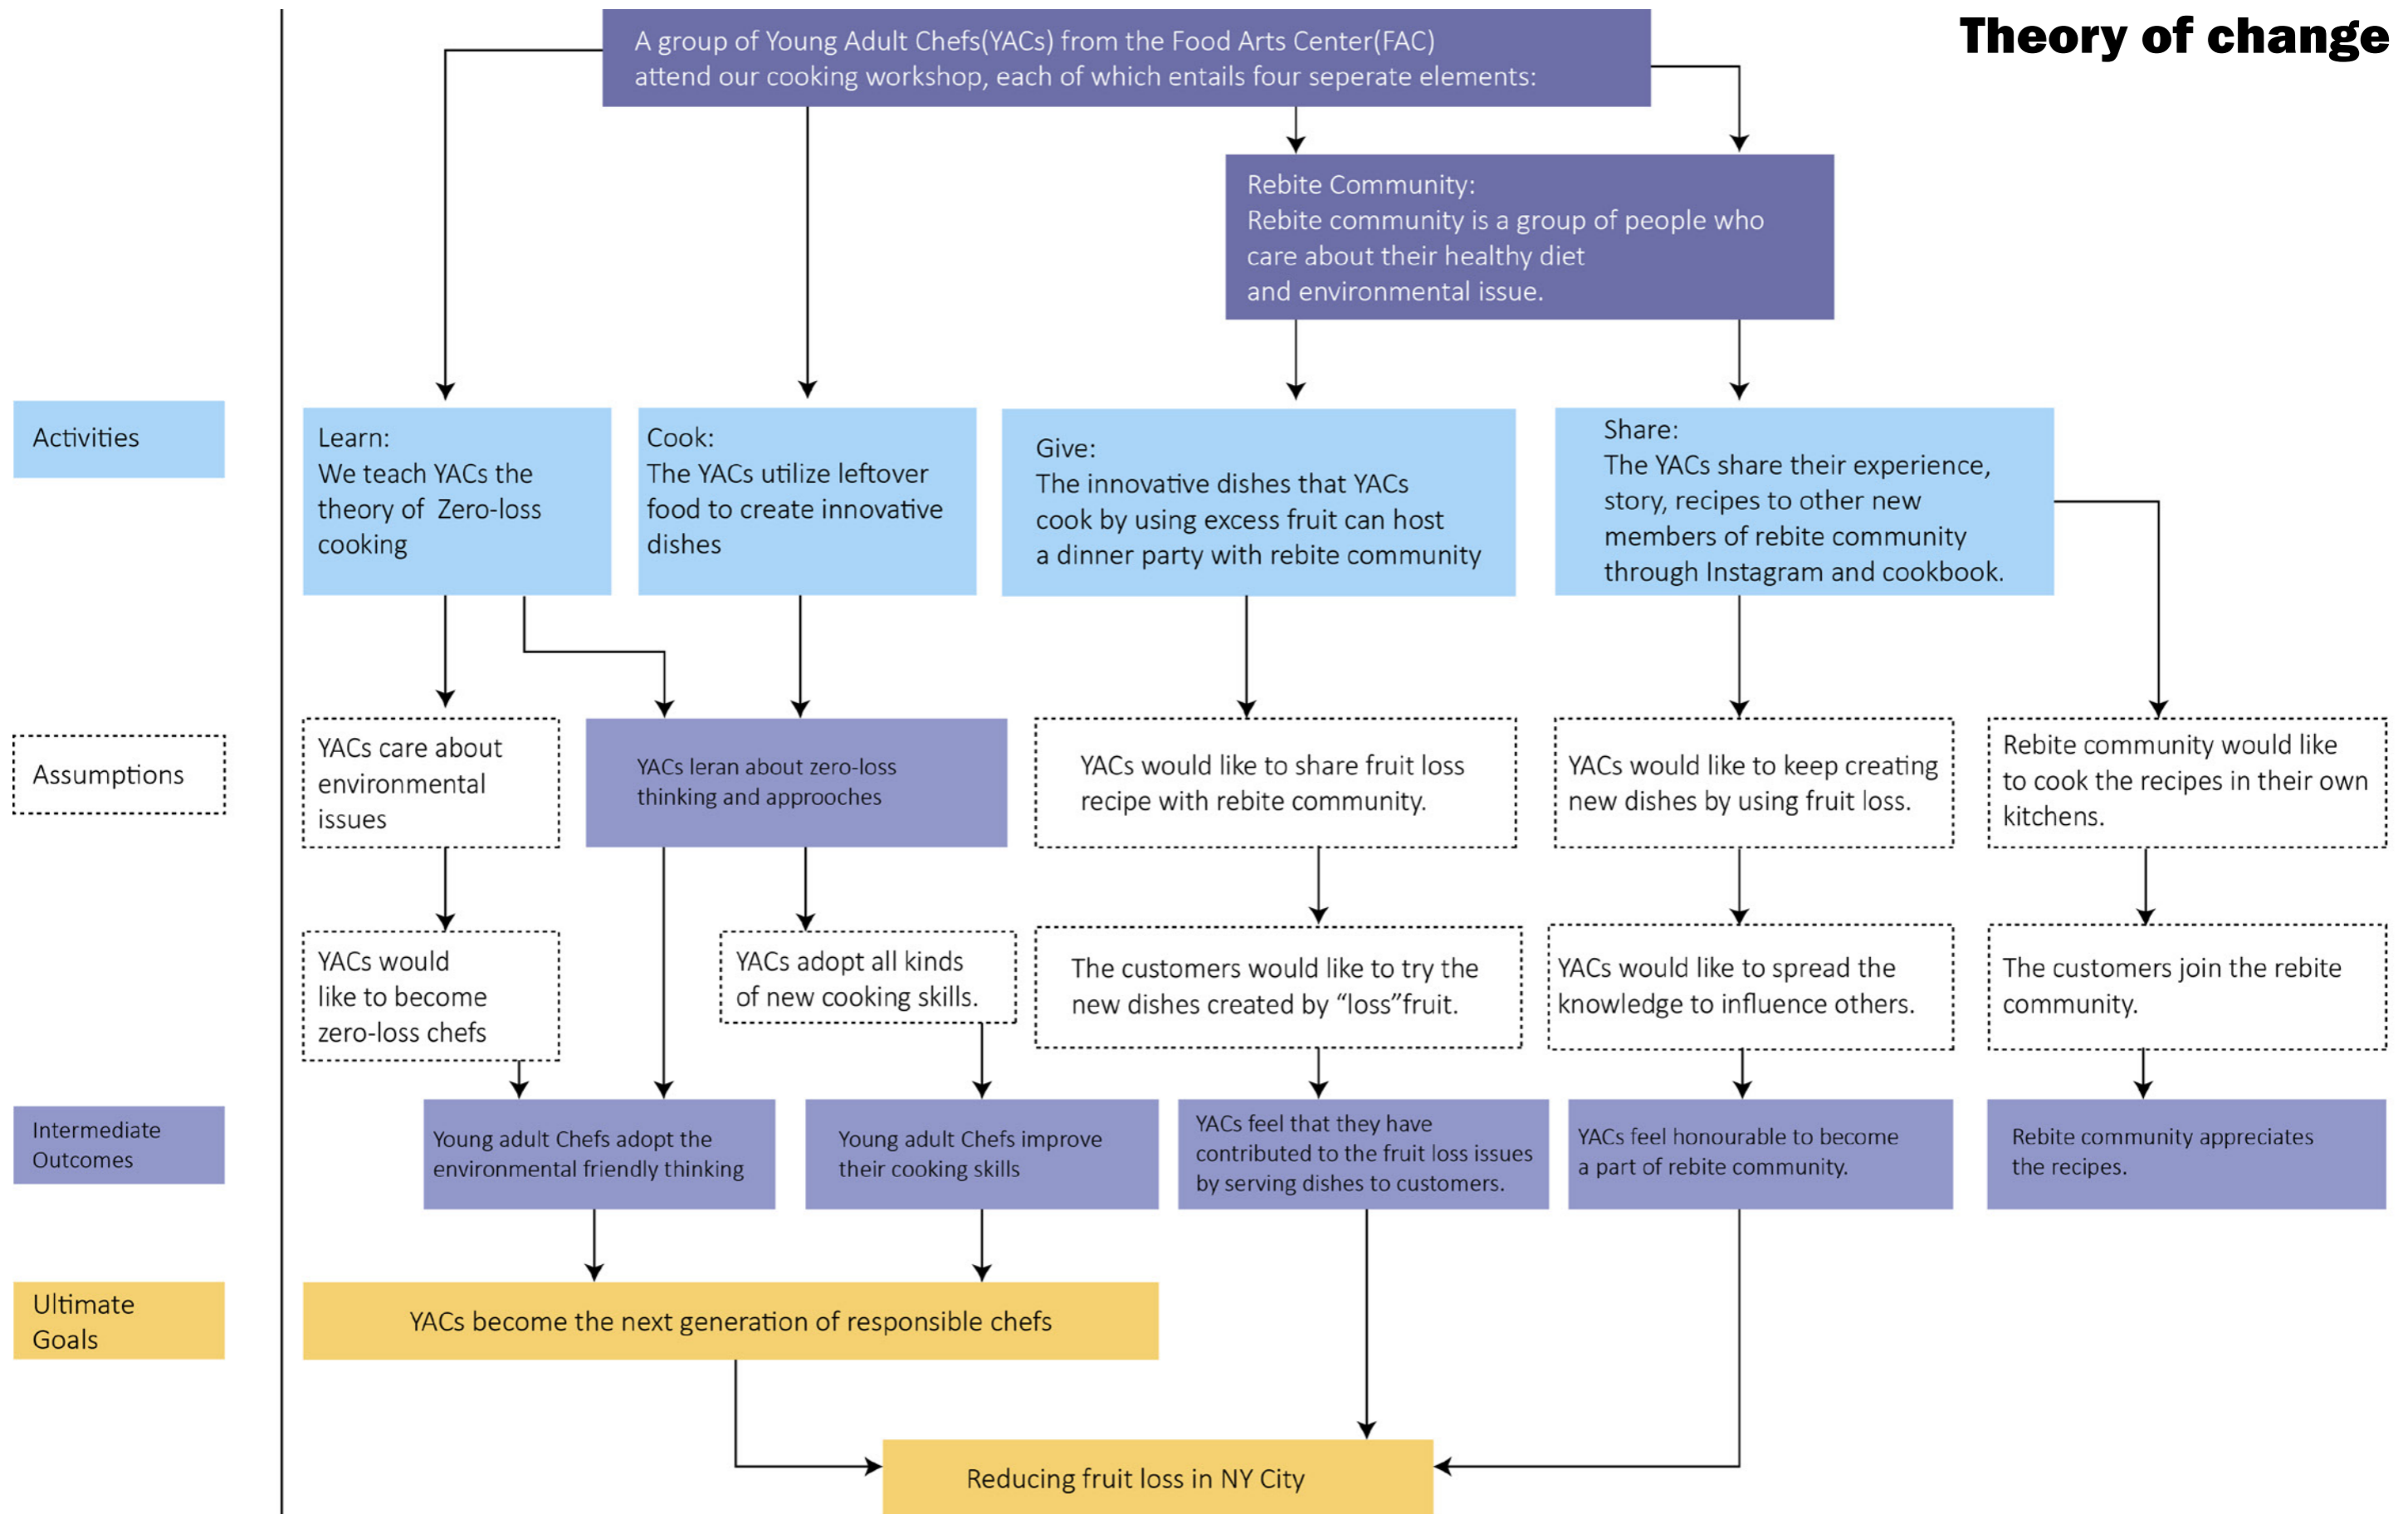 Theory of change
A group of Young Adult Chefs(YACs) from the Food Arts Center(FAC)
attend our cooking workshop, each of which entails four seperate elements:
Rebite Community:
Rebite community is a group of people who
care about their healthy diet
and environmental issue.
Activities
Learn:
We teach YACs the
theory of Zero-loss
cooking
Cook:
The YACs utilize leftover
food to create innovative
dishes
Give:
The innovative dishes that YACs
cook by using excess fruit can host
a dinner party with rebite community
Share:
The YACs share their experience,
story, recipes to other new
members of rebite community
through Instagram and cookbook.
Assumptions
YACs care about
environmental
issues
YACs leran about zero-loss
thinking and approoches
YACs would like to share fruit loss
recipe with rebite community.
YACs would like to keep creating
new dishes by using fruit loss.
Rebite community would like
to cook the recipes in their own
kitchens.
YACs would
like to become
zero-loss chefs
YACs adopt all kinds
of new cooking skills.
The customers would like to try the
new dishes created by “loss”fruit.
YACs would like to spread the
knowledge to influence others.
The customers join the rebite
community.
Intermediate
Outcomes
Young adult Chefs adopt the
environmental friendly thinking
Young adult Chefs improve
their cooking skills
YACs feel that they have
contributed to the fruit loss issues
by serving dishes to customers.
YACs feel honourable to become
a part of rebite community.
Rebite community appreciates
the recipes.
Ultimate
Goals
YACs become the next generation of responsible chefs
Reducing fruit loss in NY City